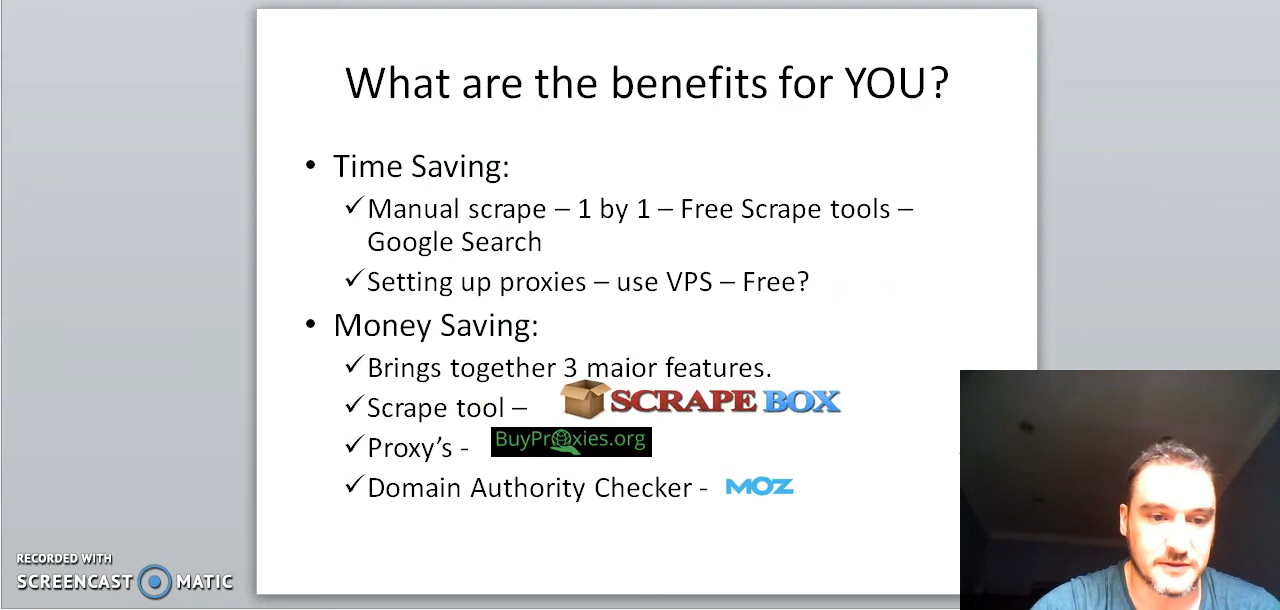 What are the benefits for YOU?
• Time Saving:
✓ Manual scrape – 1 by 1 – Free Scrape tools –
Google Search
✓ Setting up proxies – use VPS – Free?
• Money Saving:
✓ Brings together 3 major features.
✓ Scrape tool – SCRAPE BOX
✓ Proxy's - BuyProxies.org
✓ Domain Authority Checker - MOZ
RECORDED WITH
SCREENCAST MATIC